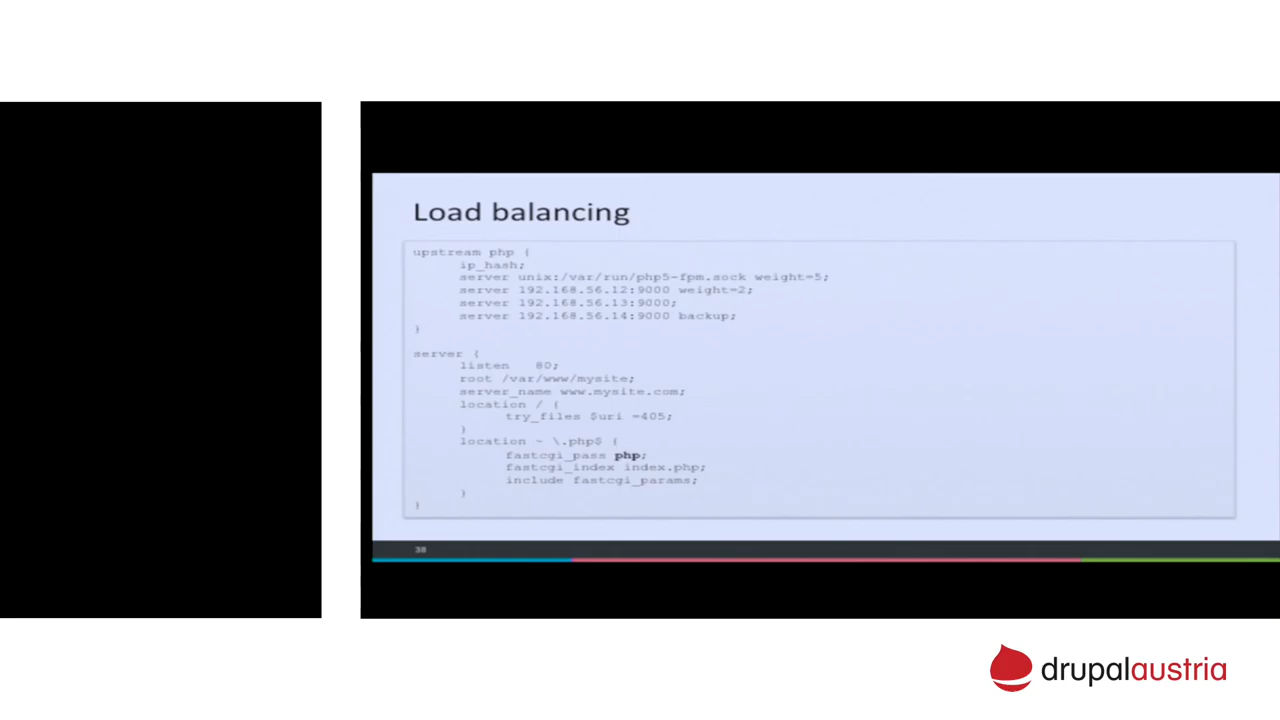 Load balancing
upstream php {
ip_hash;
server unix:/var/run/php5-fpm.sock weight=5;
server 192.168.56.12:9000 weight=2;
server 192.168.56.13:9000;
server 192.168.56.14:9000 backup;
}
server {
listen 80;
root /var/www/mysite;
server_name www.mysite.com;
location / {
try_files $uri =405;
}
location ~ \.php$ {
fastcgi_pass php;
fastcgi_index index.php;
include fastcgi_params;
}
}
38
drupalaustria